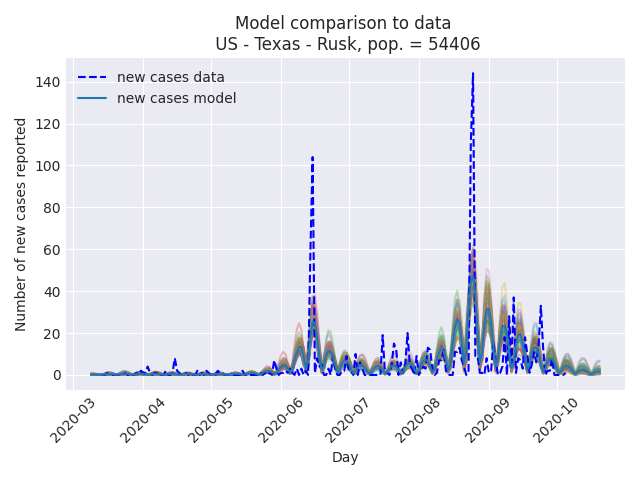 Model comparison to data
US - Texas - Rusk, pop. = 54406
new cases data
new cases model
Number of new cases reported
140
120
100
80
60
40
20
0
2020-03
2020-04
2020-05
2020-06
2020-07
2020-08
2020-09
2020-10
Day